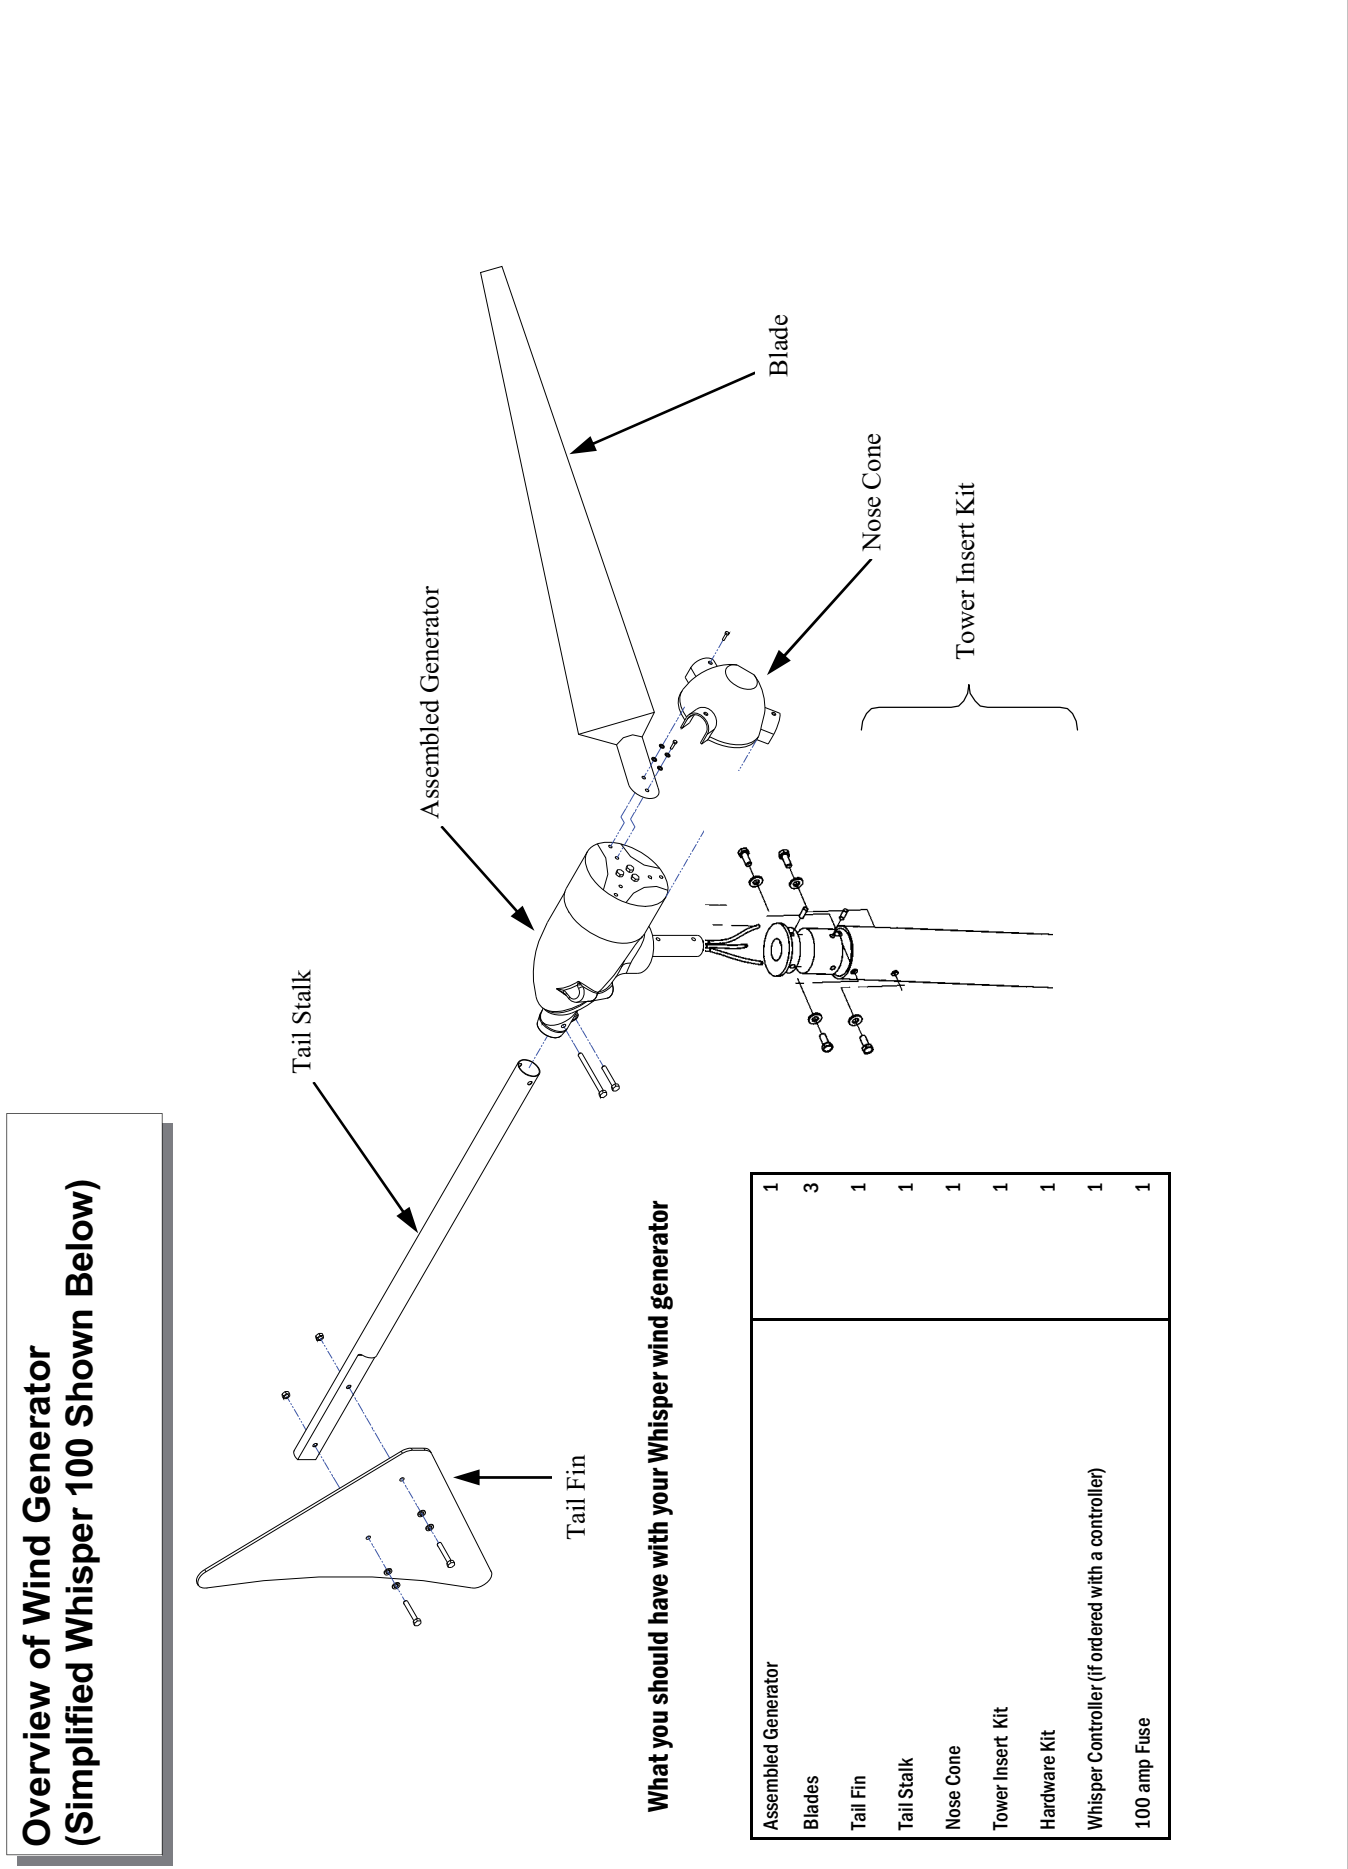 Overview of Wind Generator
(Simplified Whisper 100 Shown Below)
Tail Stalk
Assembled Generator
Blade
Nose Cone
Tower Insert Kit
Tail Fin
What you should have with your Whisper wind generator
Assembled Generator 1
Blades 3
Tail Fin 1
Tail Stalk 1
Nose Cone 1
Tower Insert Kit 1
Hardware Kit 1
Whisper Controller (if ordered with a controller) 1
100 amp Fuse 1